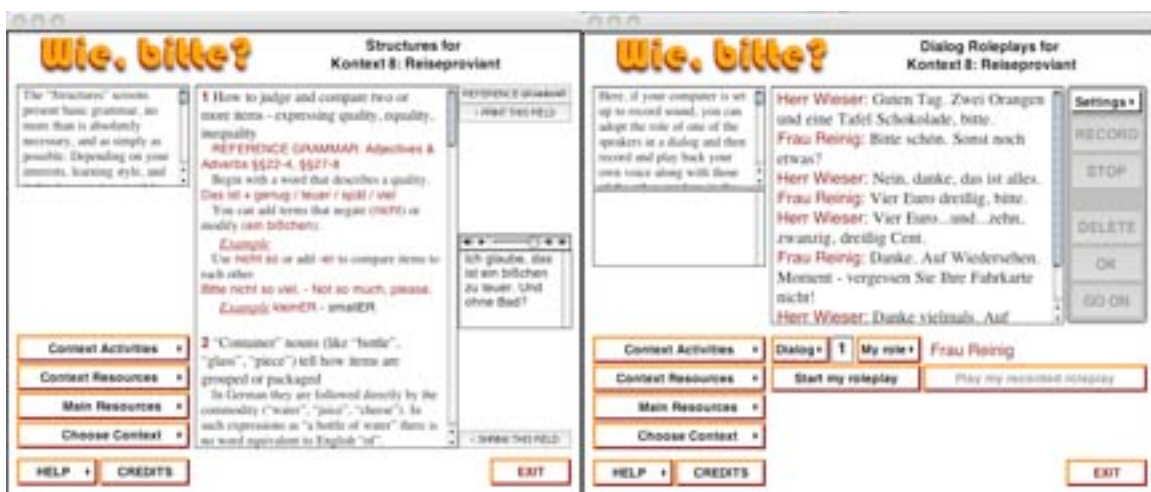 Wie, bitte?
Structures for
Kontext 8: Reiseproviant
The "Structures" screens
present basic grammar, no
more than is absolutely
necessary, and as simply as
possible. Depending on your
interests, learning style, and
1 How to judge and compare two or
more items - expressing quality, equality,
inequality
REFERENCE GRAMMAR: Adjectives &
Adverbs §§22-4, §§27-8
Begin with a word that describes a quality.
Das ist + genug / teuer / spät / viel
You can add terms that negate (nicht) or
modify (ein bißchen).
Example
Use nicht so or add -er to compare items to
each other.
Bitte nicht so viel. - Not so much, please.
Example kleinER - smallER
2 "Container" nouns (like "bottle",
"glass", "piece") tell how items are
grouped or packaged
In German they are followed directly by the
commodity ("water", "juice", "cheese"). In
such expressions as "a bottle of water" there is
no word equivalent to English "of".
REFERENCE GRAMMAR
PRINT THIS FIELD
Ich glaube, das
ist ein bißchen
zu teuer. Und
ohne Bad?
THIS FIELD
Context Activities
Context Resources
Main Resources
Choose Context
HELP
CREDITS
EXIT
Wie, bitte?
Dialog Roleplays for
Kontext 8: Reiseproviant
Here, if your computer is set
up to record sound, you can
adopt the role of one of the
speakers in a dialog and then
record and play back your
own voice along with those
Herr Wieser: Guten Tag. Zwei Orangen
und eine Tafel Schokolade, bitte.
Frau Reinig: Bitte schön. Sonst noch
etwas?
Herr Wieser: Nein, danke, das ist alles.
Frau Reinig: Vier Euro dreißig, bitte.
Herr Wieser: Vier Euro...und...zehn,
zwanzig, dreißig Cent.
Frau Reinig: Danke. Auf Wiedersehen.
Moment - vergessen Sie Ihre Fahrkarte
nicht!
Herr Wieser: Danke vielmals. Auf
Settings
RECORD
STOP
DELETE
OK
GO ON
Context Activities
Context Resources
Main Resources
Choose Context
Dialog 1 My role Frau Reinig
Start my roleplay
Play my recorded roleplay
HELP
CREDITS
EXIT